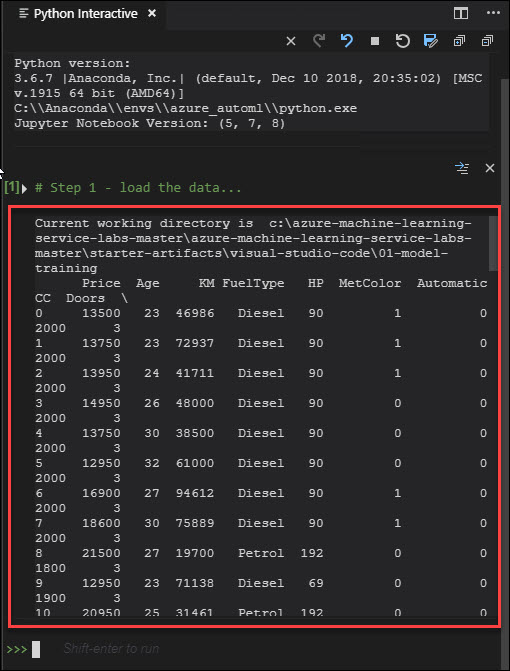 Python Interactive
Python version:
3.6.7 |Anaconda, Inc.| (default, Dec 10 2018, 20:35:02) [MSC
v.1915 64 bit (AMD64)]
C:\\Anaconda\\envs\\azure_automl\\python.exe
Jupyter Notebook Version: (5, 7, 8)
[1] # Step 1 - load the data...
Current working directory is  c:\azure-machine-learning-
service-labs-master\azure-machine-learning-service-labs-
master\starter-artifacts\visual-studio-code\01-model-
training
Price  Age     KM FuelType   HP  MetColor  Automatic
CC  Doors  \
0     13500   23  46986   Diesel   90         1          0
2000      3
1     13750   23  72937   Diesel   90         1          0
2000      3
2     13950   24  41711   Diesel   90         1          0
2000      3
3     14950   26  48000   Diesel   90         0          0
2000      3
4     13750   30  38500   Diesel   90         0          0
2000      3
5     12950   32  61000   Diesel   90         0          0
2000      3
6     16900   27  94612   Diesel   90         1          0
2000      3
7     18600   30  75889   Diesel   90         1          0
2000      3
8     21500   27  19700   Petrol  192         0          0
1800      3
9     12950   23  71138   Diesel   69         0          0
1900      3
10    20950   25  31461   Petrol  192         0          0
>>> Shift-enter to run